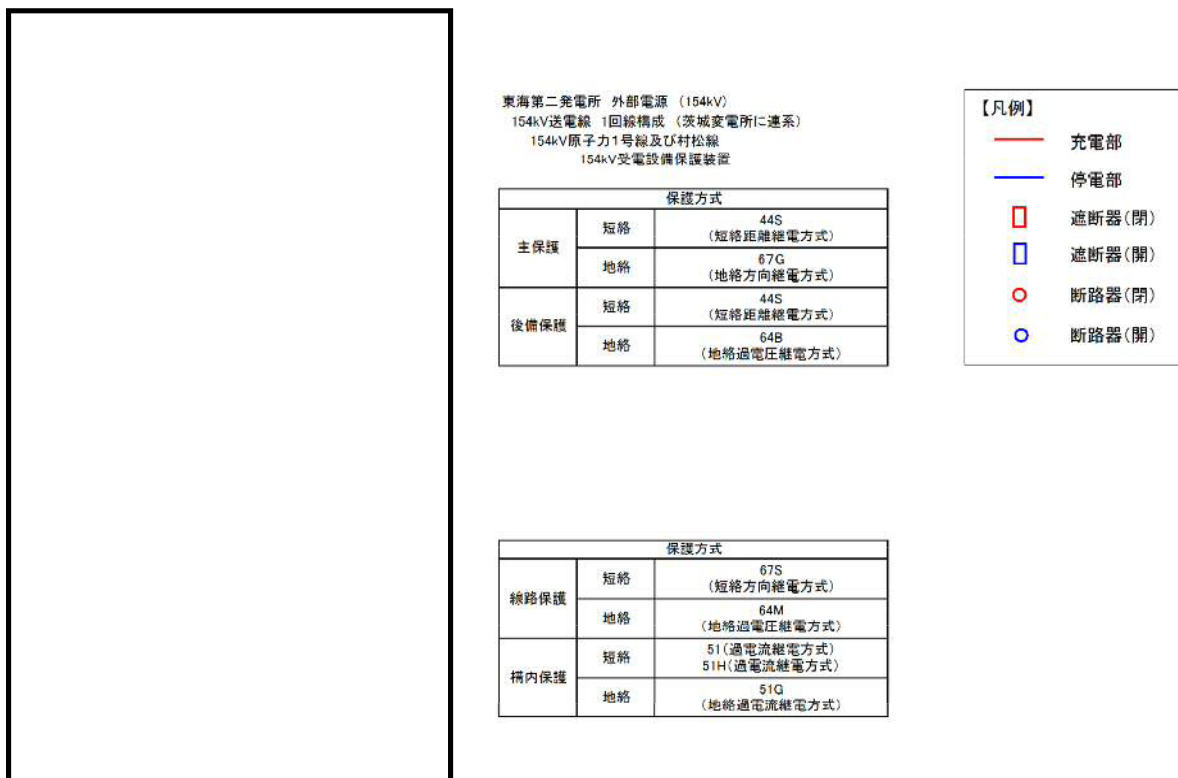 東海第二発電所 外部電源 （154kV）
154kV送電線 1回線構成 （茨城変電所に連系）
154kV原子力1号線及び村松線
154kV受電設備保護装置
保護方式
主保護
短絡
44S
（短絡距離継電方式）
地絡
67G
（地絡方向継電方式）
後備保護
短絡
44S
（短絡距離継電方式）
地絡
64B
（地絡過電圧継電方式）
【凡例】
充電部
停電部
遮断器(閉)
遮断器(開)
断路器(閉)
断路器(開)
保護方式
線路保護
短絡
67S
（短絡方向継電方式）
地絡
64M
（地絡過電圧継電方式）
構内保護
短絡
51(過電流継電方式)
51H(過電流継電方式)
地絡
51G
（地絡過電流継電方式）